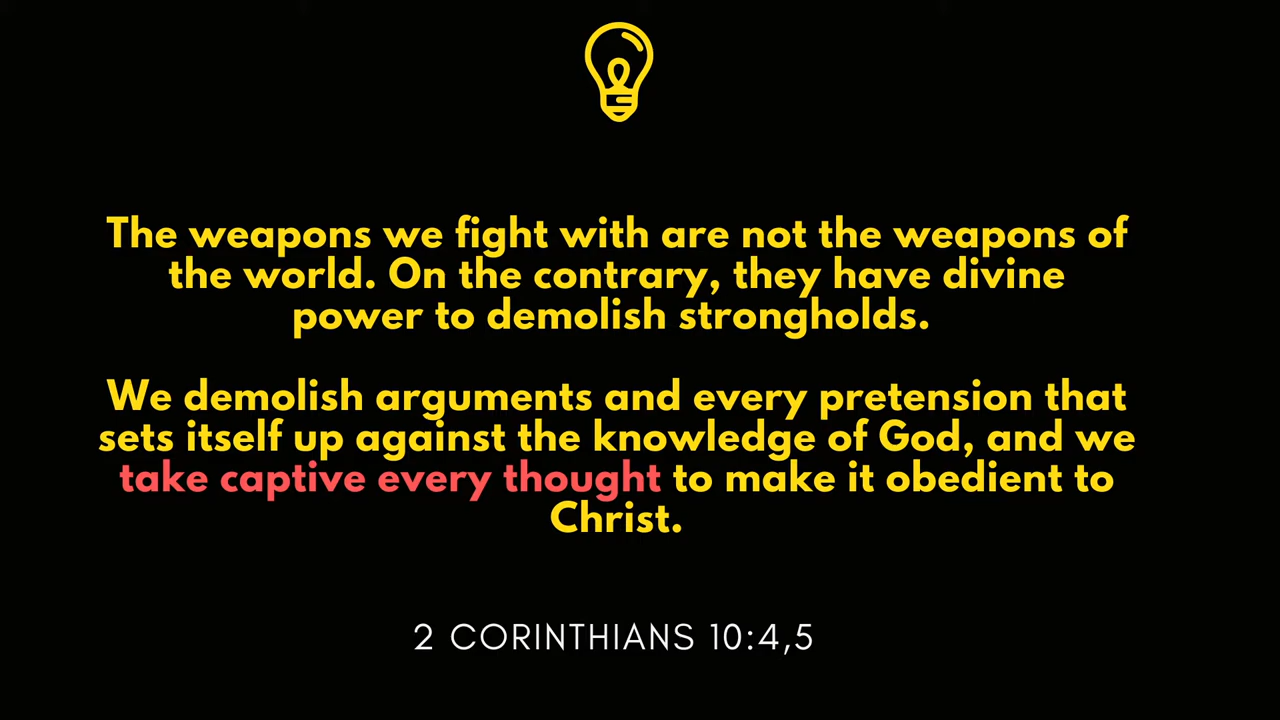 The weapons we fight with are not the weapons of
the world. On the contrary, they have divine
power to demolish strongholds.
We demolish arguments and every pretension that
sets itself up against the knowledge of God, and we
take captive every thought to make it obedient to
Christ.
2 CORINTHIANS 10:4,5